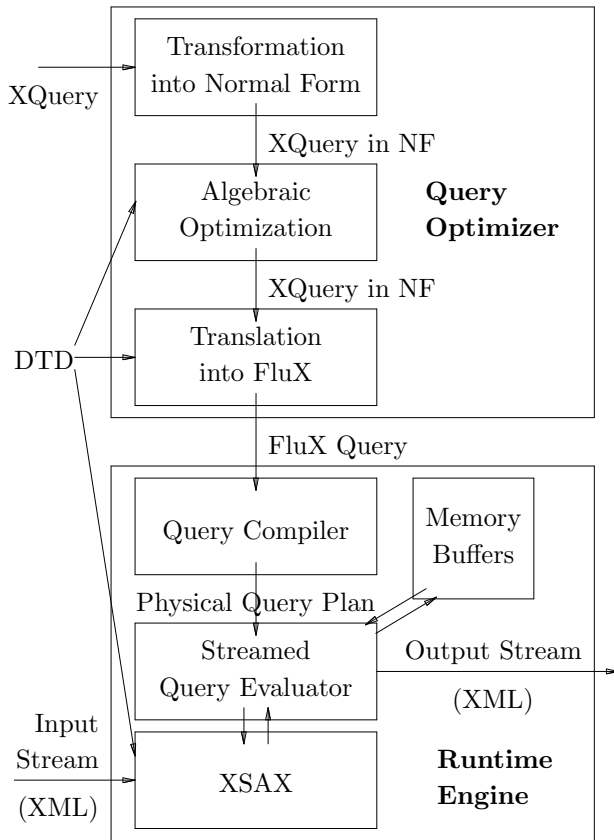 Transformation
into Normal Form
XQuery
XQuery in NF
Algebraic
Optimization
Query
Optimizer
XQuery in NF
Translation
into FluX
DTD
FluX Query
Query Compiler
Memory
Buffers
Physical Query Plan
Streamed
Query Evaluator
Output Stream
(XML)
Input
Stream
(XML)
XSAX
Runtime
Engine